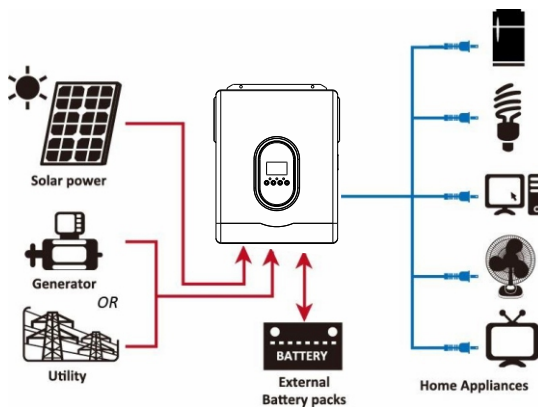 Solar power
Generator
OR
Utility
BATTERY
External
Battery packs
Home Appliances